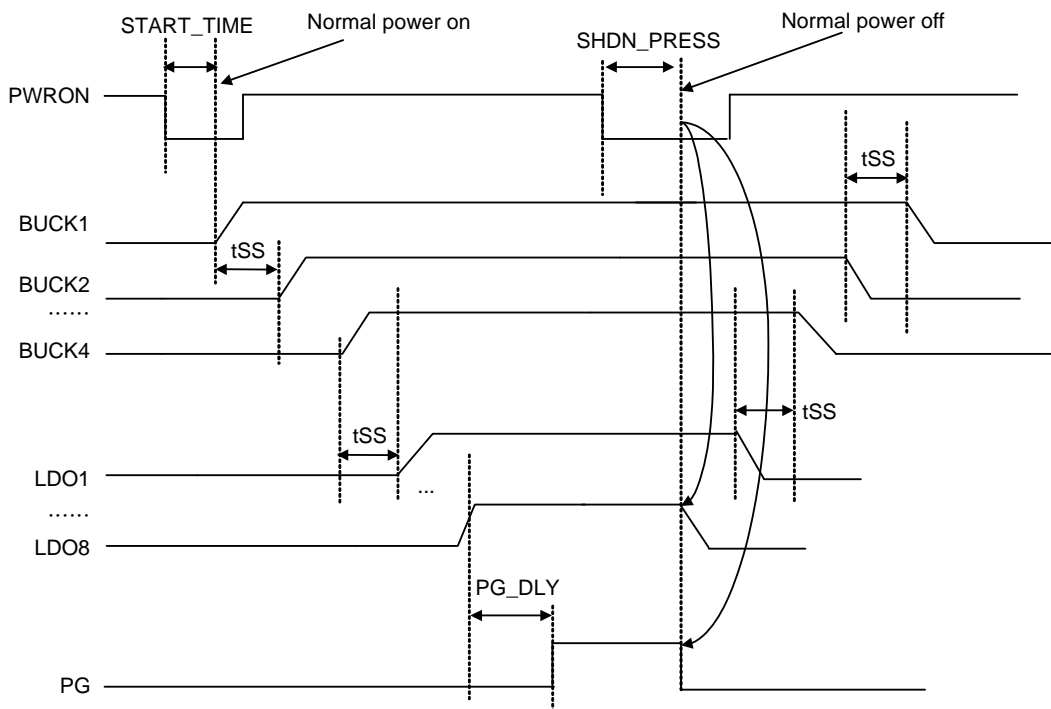 START_TIME
Normal power on
Normal power off
SHDN_PRESS
PWRON
tSS
BUCK1
tSS
BUCK2
......
BUCK4
tSS
tSS
LDO1
...
......
LDO8
PG_DLY
PG